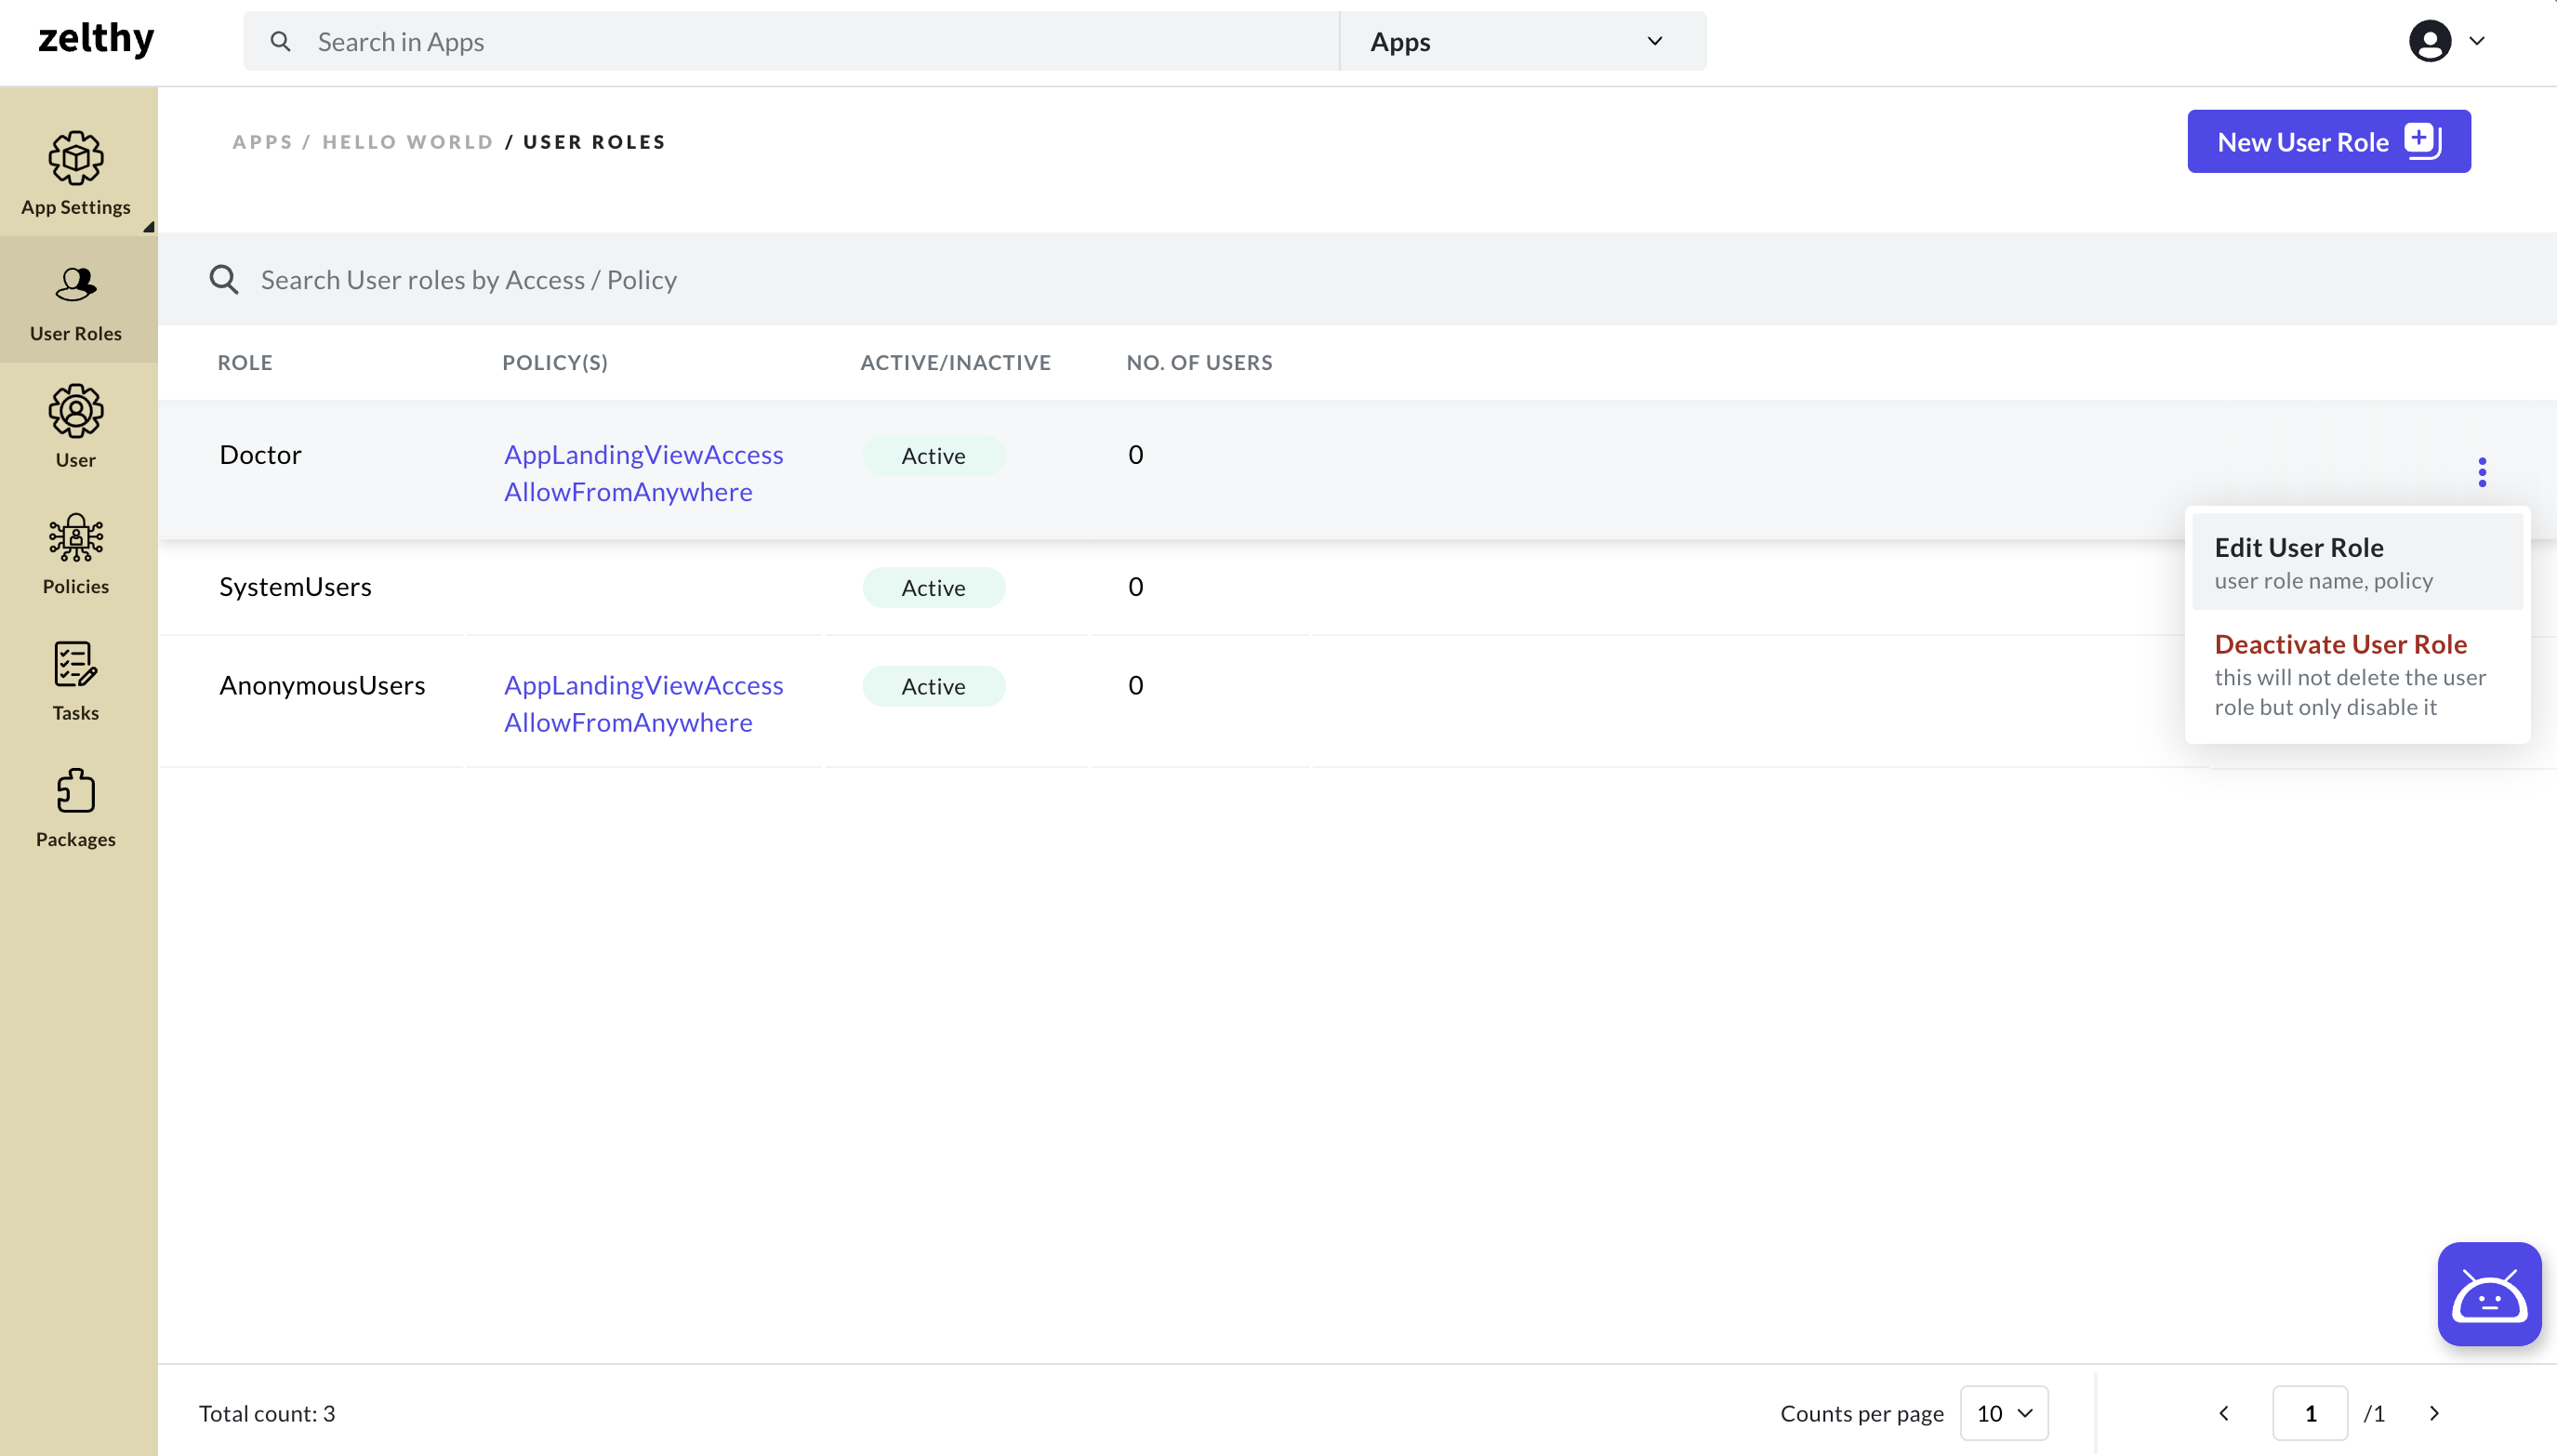 zelthy
Search in Apps
Apps
APPS / HELLO WORLD / USER ROLES
New User Role
App Settings
User Roles
User
Policies
Tasks
Packages
Search User roles by Access / Policy
ROLE POLICY(S) ACTIVE/INACTIVE NO. OF USERS
Doctor AppLandingViewAccess Active 0
AllowFromAnywhere
SystemUsers Active 0
AnonymousUsers AppLandingViewAccess Active 0
AllowFromAnywhere
Edit User Role
user role name, policy
Deactivate User Role
this will not delete the user
role but only disable it
Total count: 3
Counts per page 10
1 /1